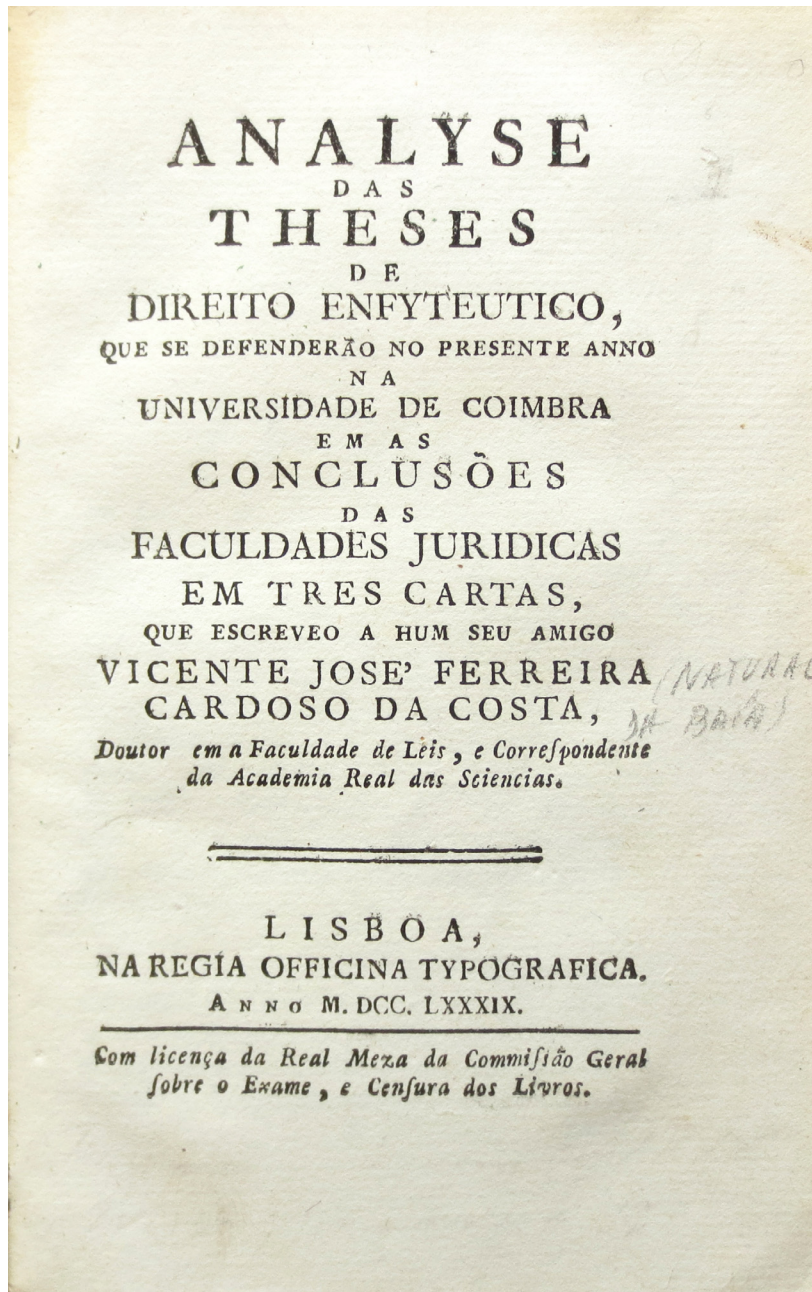 ANALYSE
DAS
THESES
DE
DIREITO ENFYTEUTICO,
QUE SE DEFENDERÃO NO PRESENTE ANNO
NA
UNIVERSIDADE DE COIMBRA
EM AS
CONCLUSÕES
DAS
FACULDADES JURIDICAS
EM TRES CARTAS,
QUE ESCREVEO A HUM SEU AMIGO
VICENTE JOSE' FERREIRA
CARDOSO DA COSTA,
(NATURAL
DA BAÍA)
Doutor em a Faculdade de Leis, e Correſpondente
da Academia Real das Sciencias.
LISBOA,
NA REGIA OFFICINA TYPOGRAFICA.
ANNO M. DCC. LXXXIX.
Com licença da Real Meza da Commiſsão Geral
ſobre o Exame, e Cenſura dos Livros.